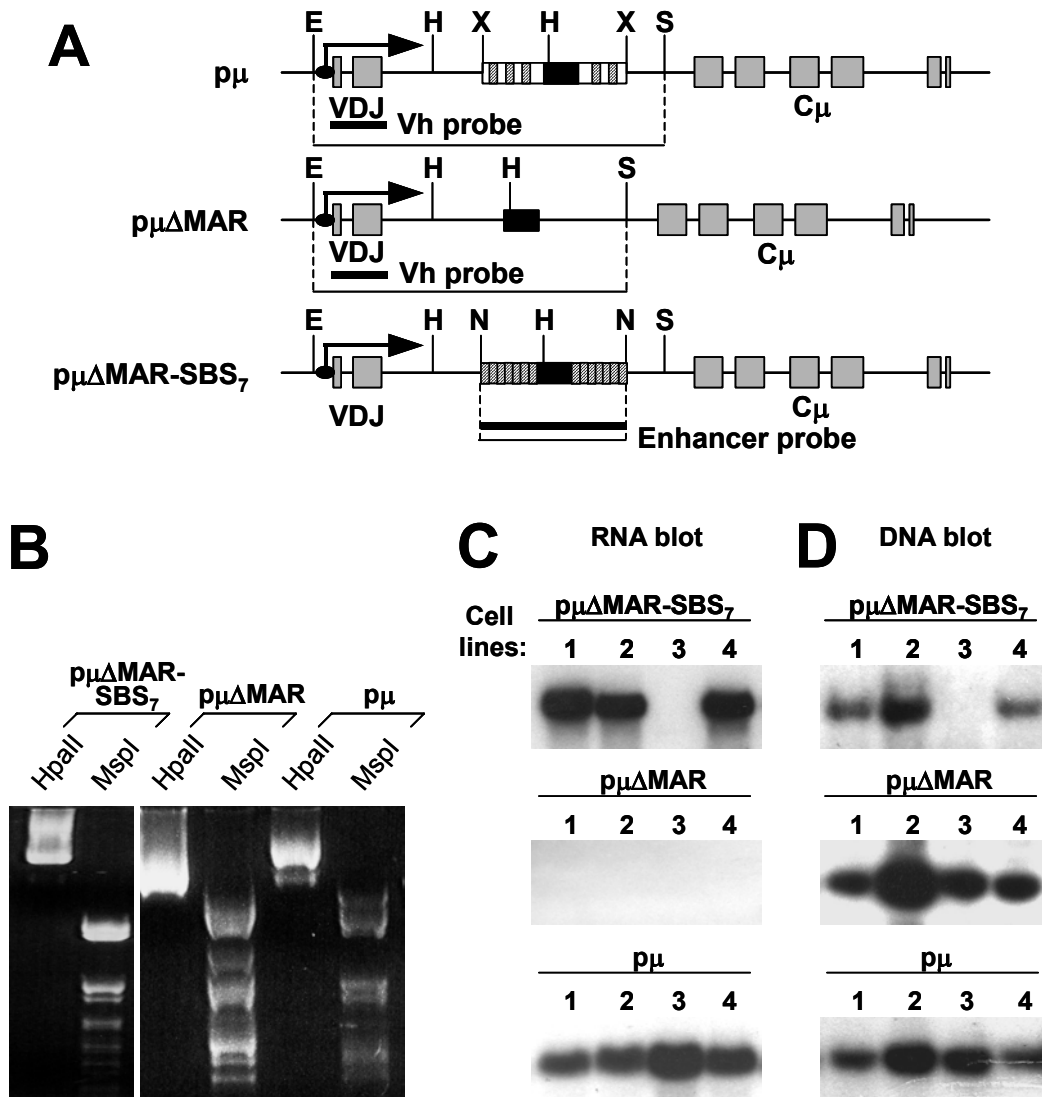 A
E H X H X S
pμ
VDJ
Cμ
Vh probe
E H H S
pμΔMAR
VDJ
Cμ
Vh probe
E H N H N S
pμΔMAR-SBS7
VDJ
Cμ
Enhancer probe
B
pμΔMAR-
SBS7
pμΔMAR
pμ
HpaII MspI HpaII MspI HpaII MspI
C
RNA blot
Cell
lines:
pμΔMAR-SBS7
1 2 3 4
pμΔMAR
1 2 3 4
pμ
1 2 3 4
D
DNA blot
pμΔMAR-SBS7
1 2 3 4
pμΔMAR
1 2 3 4
pμ
1 2 3 4